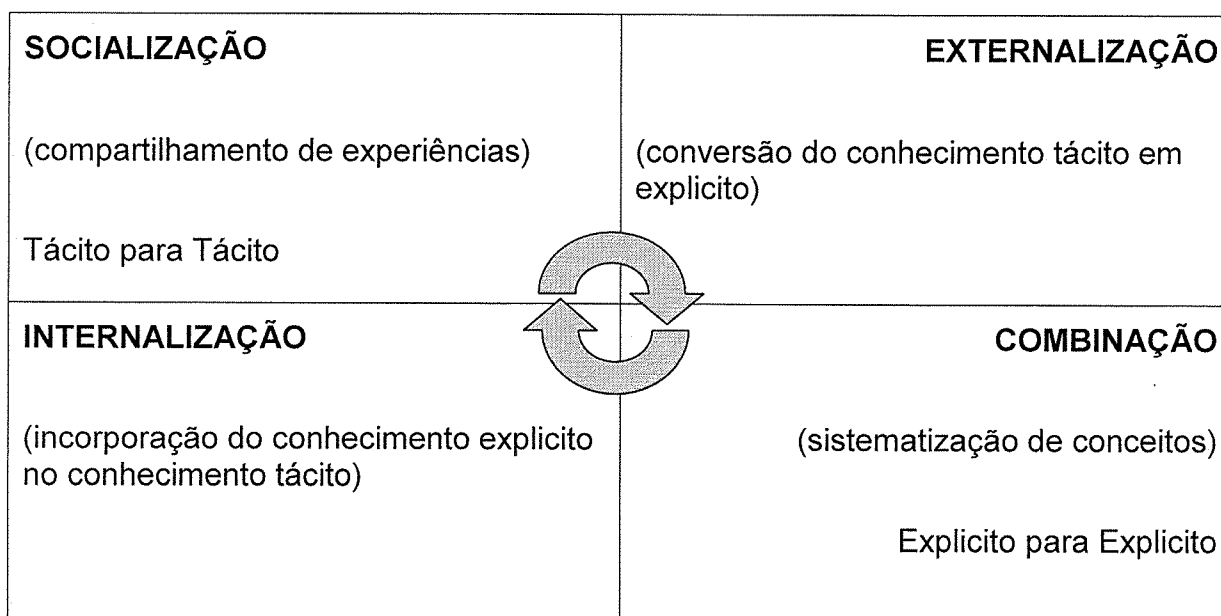 SOCIALIZAÇÃO
(compartilhamento de experiências)
Tácito para Tácito
EXTERNALIZAÇÃO
(conversão do conhecimento tácito em
explicito)
INTERNALIZAÇÃO
(incorporação do conhecimento explicito
no conhecimento tácito)
COMBINAÇÃO
(sistematização de conceitos)
Explicito para Explicito